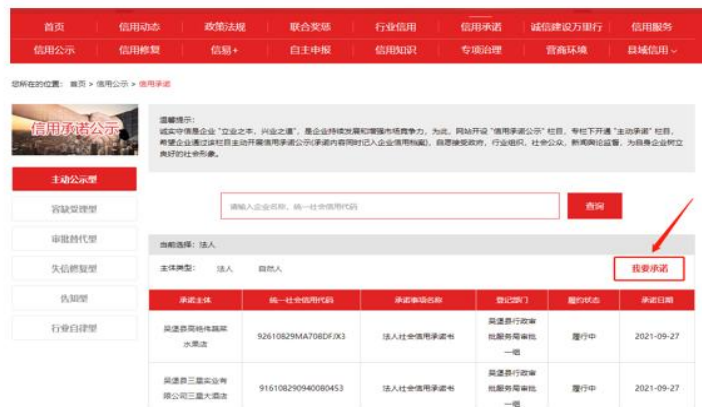 首页 信用动态 政策法规 联合奖惩 行业信用 信用承诺 诚信建设万里行 信用服务
信用公示 信用修复 信易+ 自主申报 信用知识 专项治理 营商环境 县域信用
您所在的位置: 首页 > 信用公示 > 信用承诺
信用承诺公示
温馨提示:
诚实守信是企业“立业之本、兴业之道”,是企业持续发展和增强市场竞争力,为此,网站开设“信用承诺公示”栏目,专栏下开通“主动承诺”栏目,
希望企业通过该栏目主动开展信用承诺公示(承诺内容同时记入企业信用档案),自愿接受政府,行业组织,社会公众,新闻舆论监督,为自身企业树立
良好的社会形象。
主动公示型
容缺受理型
审批替代型
失信修复型
告知型
行业自律型
请输入企业名称、统一社会信用代码 查询
当前选择: 法人
主体类型: 法人 自然人 我要承诺
承诺主体 统一社会信用代码 承诺事项名称 登记部门 履约状态 承诺日期
水果店 92610829MA708DFJX3 法人社会信用承诺书 吴堡县行政审
批服务局审批
一组 履行中 2021-09-27
吴堡县三星实业有
限公司三星大酒店 916108290940080453 法人社会信用承诺书 吴堡县行政审
批服务局审批
一组 履行中 2021-09-27